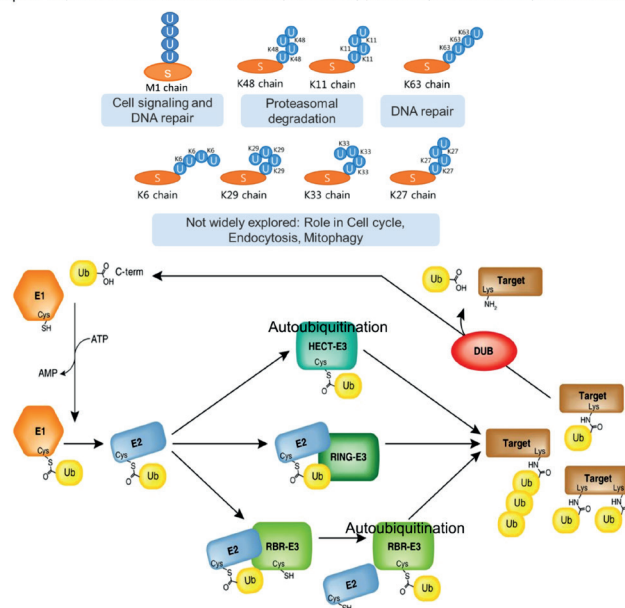 U
U
U
U
S
M1 chain
Cell signaling and
DNA repair
U
U
U
U
K48
K48
K48
S
K48 chain
U
U
U
U
K11
K11
K11
S
K11 chain
Proteasomal
degradation
U
U
U
U
K63
K63
K63
S
K63 chain
DNA repair
K6
K6
K6
U
U
U
U
S
K6 chain
K29
K29
K29
U
U
U
U
S
K29 chain
K33
K33
K33
U
U
U
U
S
K33 chain
K27
K27
K27
U
U
U
U
S
K27 chain
Not widely explored: Role in Cell cycle,
Endocytosis, Mitophagy
Ub
O
OH
C-term
E1
Cys
SH
ATP
AMP
E1
Cys
S
O
Ub
E2
Cys
S
O
Ub
Autoubiquitination
HECT-E3
Cys
S
O
Ub
E2
Cys
S
O
Ub
RING-E3
E2
Cys
S
O
Ub
RBR-E3
Cys
SH
Autoubiquitination
RBR-E3
Cys
S
O
Ub
E2
Cys
SH
Ub
O
OH
Target
Lys
NH2
DUB
Target
Lys
HN
O
Ub
Target
Lys
HN
O
Ub
Ub
Ub
Target
Lys
HN
O
Ub
Lys
HN
O
Ub